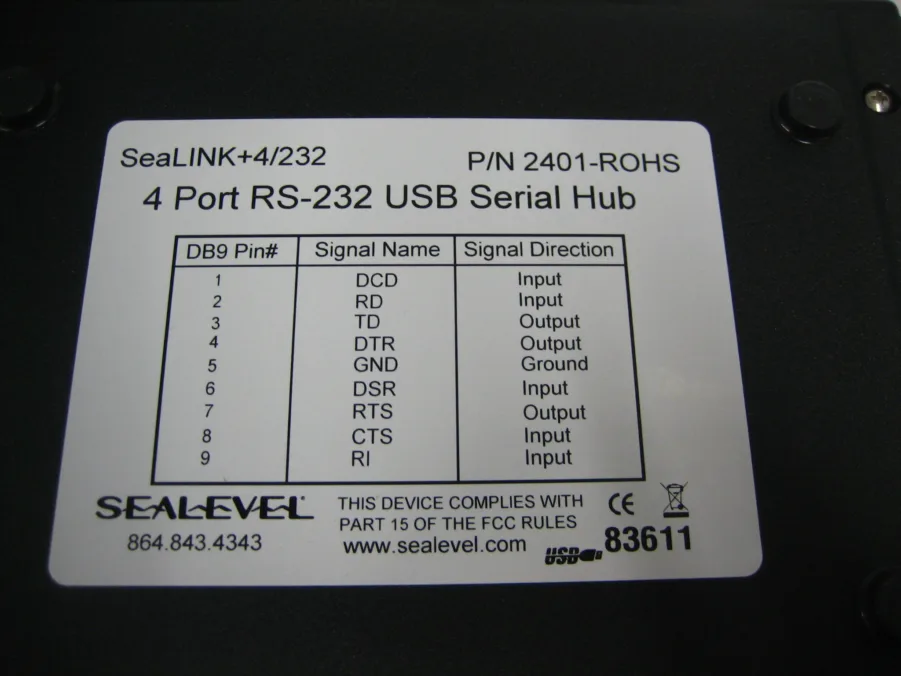 SeaLINK+4/232 P/N 2401-ROHS
4 Port RS-232 USB Serial Hub
DB9 Pin# Signal Name Signal Direction
1 DCD Input
2 RD Input
3 TD Output
4 DTR Output
5 GND Ground
6 DSR Input
7 RTS Output
8 CTS Input
9 RI Input
SEALEVEL
864.843.4343
THIS DEVICE COMPLIES WITH
PART 15 OF THE FCC RULES
www.sealevel.com
CE
USB 83611